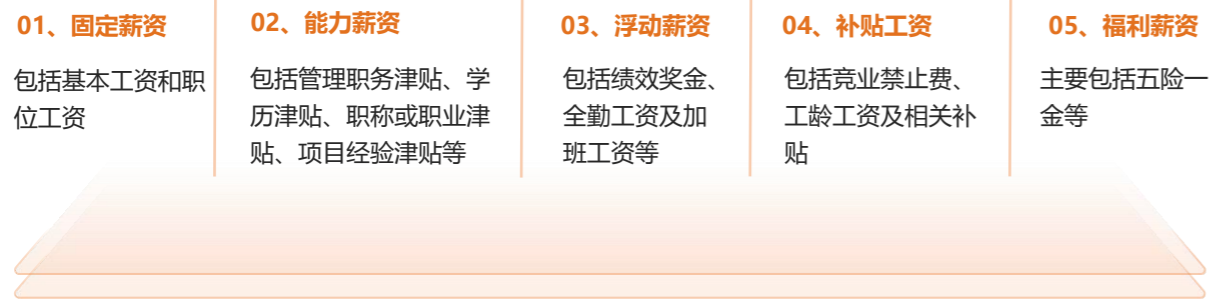 01、固定薪资
包括基本工资和职
位工资
02、能力薪资
包括管理职务津贴、学
历津贴、职称或职业津
贴、项目经验津贴等
03、浮动薪资
包括绩效奖金、
全勤工资及加
班工资等
04、补贴工资
包括竞业禁止费、
工龄工资及相关补
贴
05、福利薪资
主要包括五险一
金等